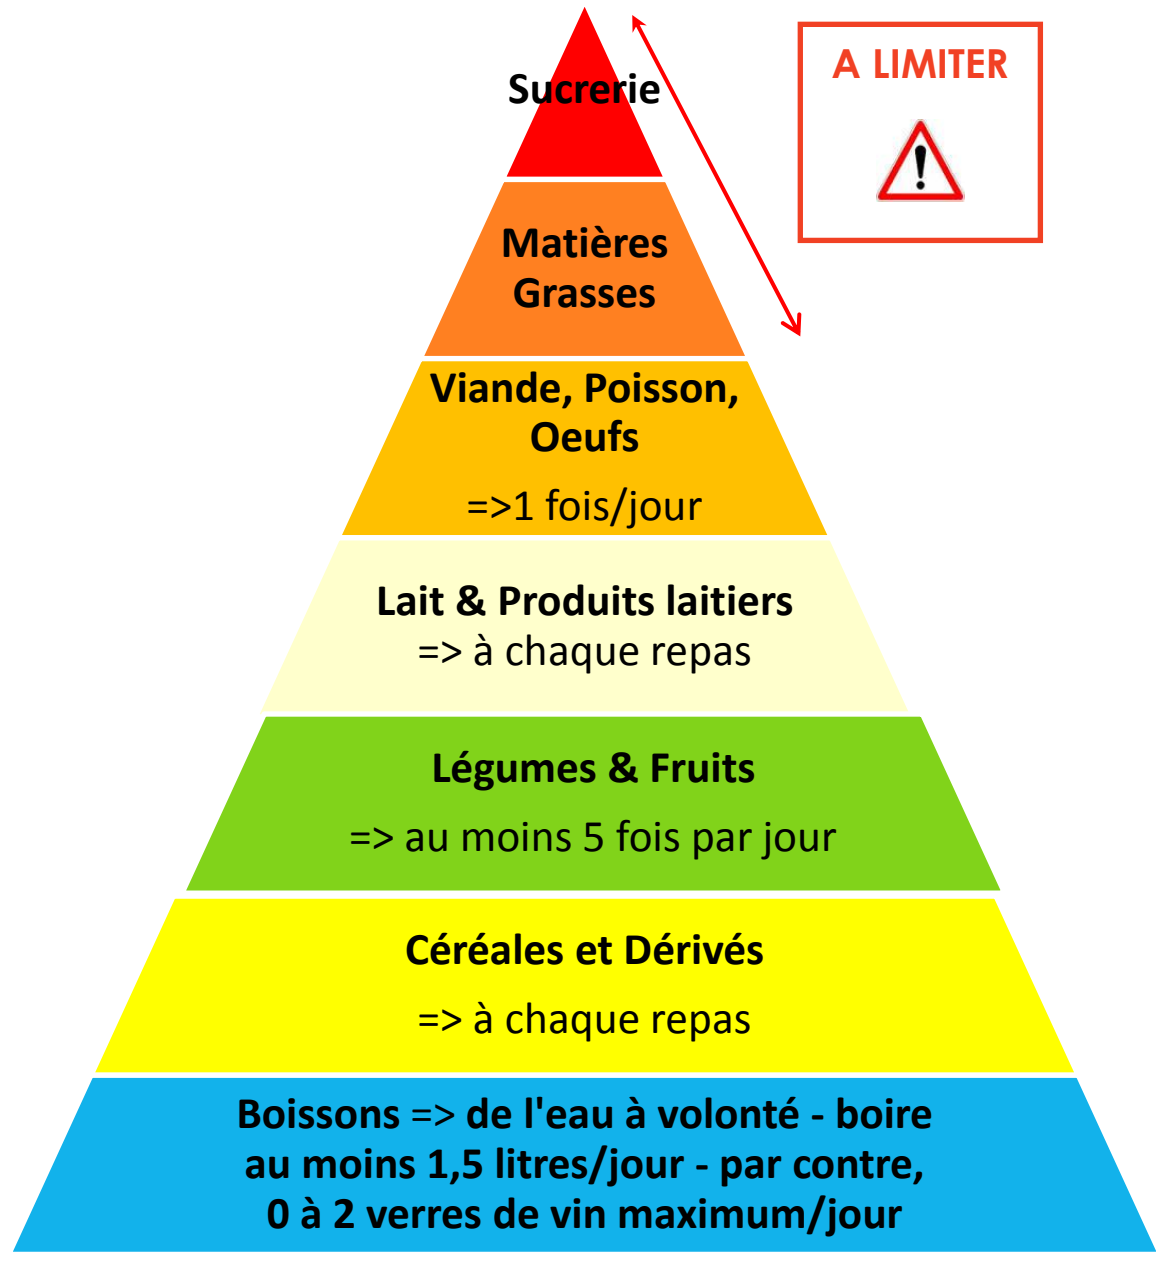 Sucrerie
A LIMITER
Matières
Grasses
Viande, Poisson,
Oeufs
=>1 fois/jour
Lait & Produits laitiers
=> à chaque repas
Légumes & Fruits
=> au moins 5 fois par jour
Céréales et Dérivés
=> à chaque repas
Boissons => de l'eau à volonté - boire
au moins 1,5 litres/jour - par contre,
0 à 2 verres de vin maximum/jour